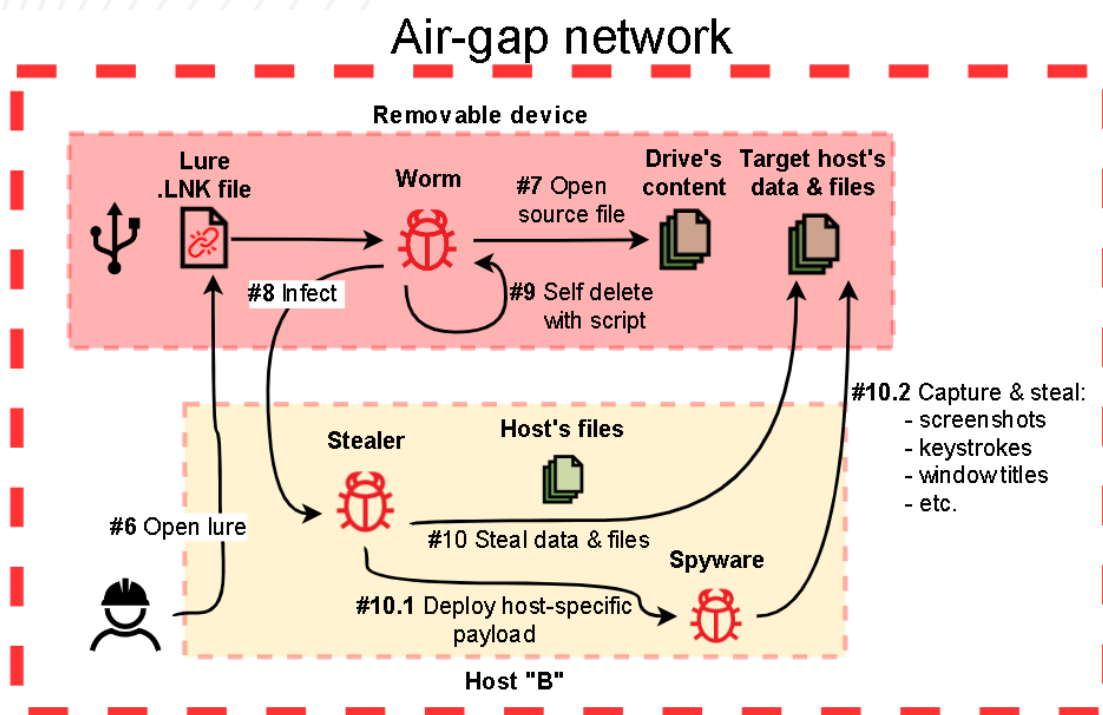 Air-gap network
Removable device
Lure
.LNK file
Worm
#7 Open
source file
Drive's
content
Target host's
data & files
#8 Infect
#9 Self delete
with script
#10.2 Capture & steal:
- screenshots
- keystrokes
- window titles
- etc.
Stealer
Host's files
#6 Open lure
#10 Steal data & files
Spyware
#10.1 Deploy host-specific
payload
Host "B"